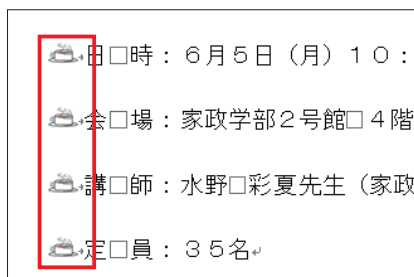 日□時：６月５日（月）１０：
会□場：家政学部２号館□４階
講□師：水野□彩夏先生（家政
定□員：３５名